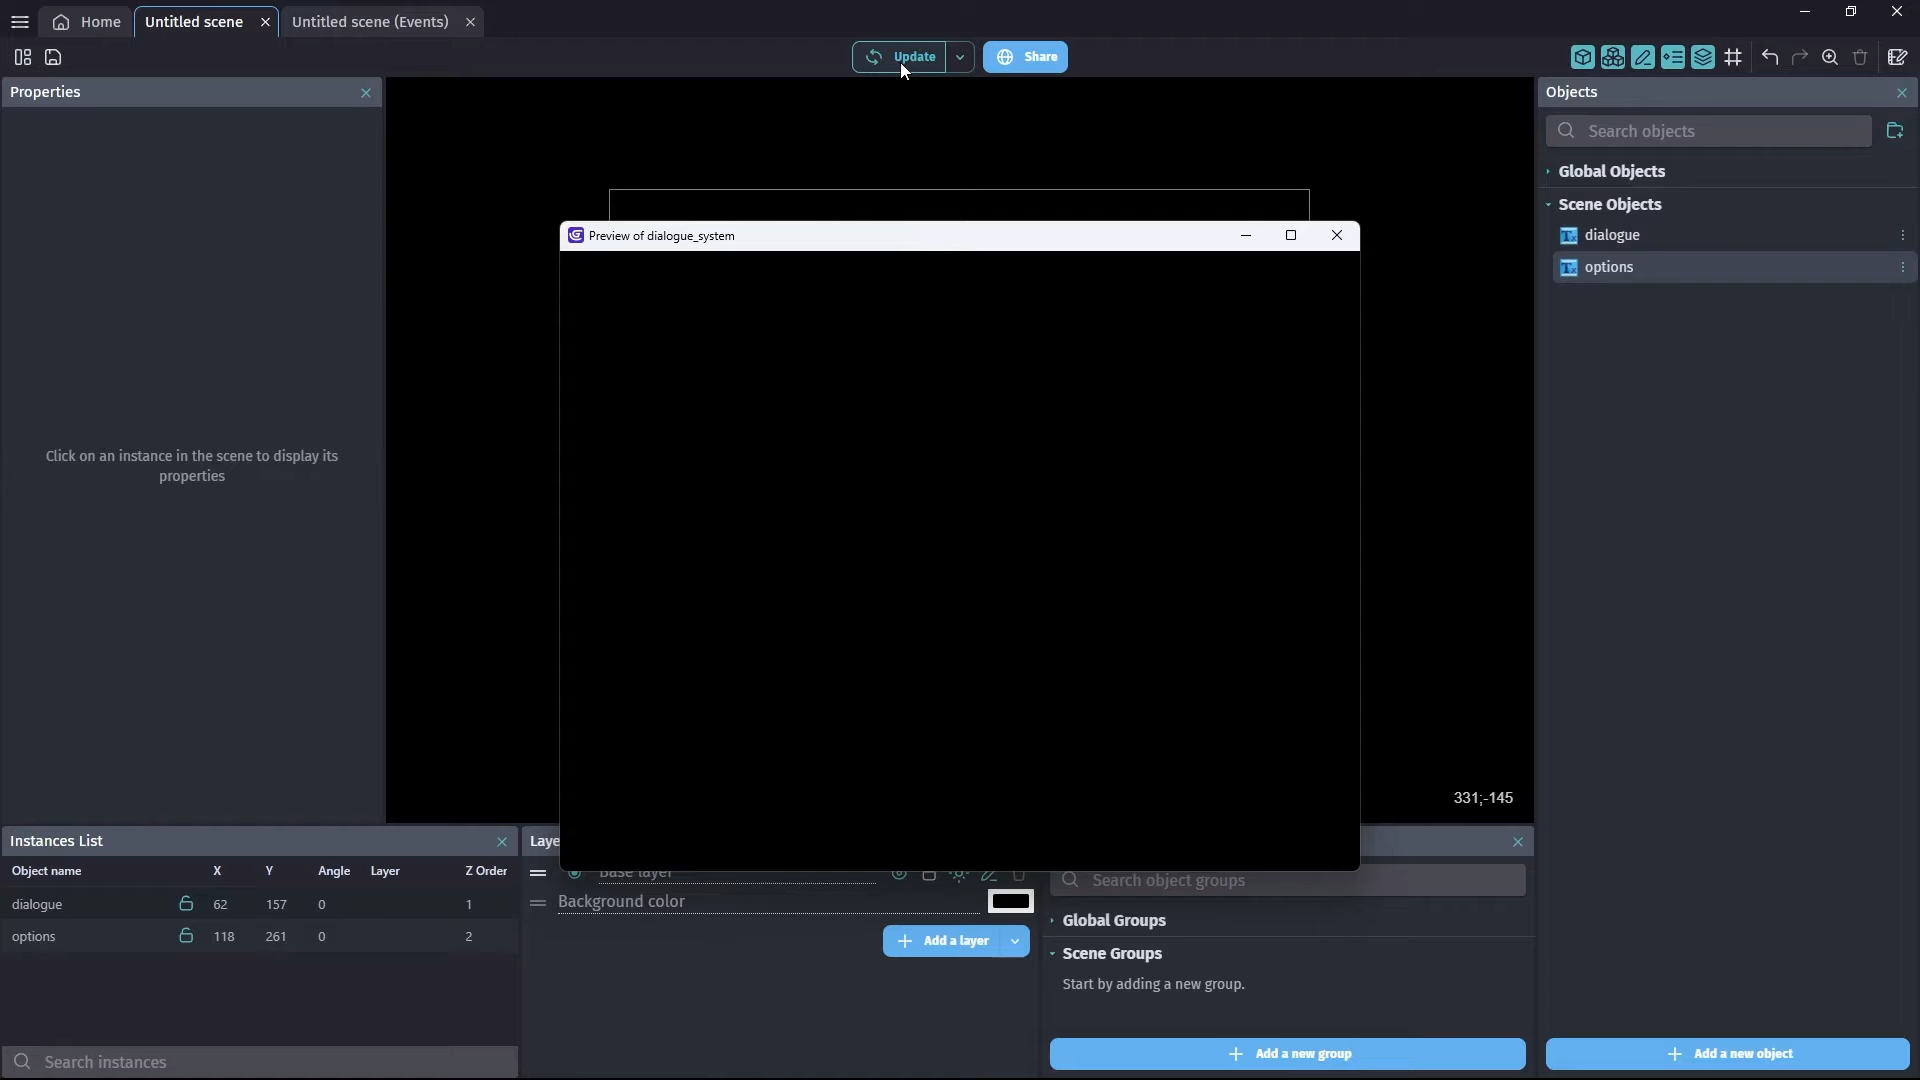 Home
Untitled scene
Untitled scene (Events)
Update
Share
Properties
Objects
Search objects
Global Objects
Scene Objects
Preview of dialogue_system
dialogue
options
Click on an instance in the scene to display its
properties
331;-145
Instances List
Laye
Object name X Y Angle Layer Z Order
Base layer
Search object groups
dialogue 62 157 0 1
Background color
Global Groups
options 118 261 0 2
Add a layer
Scene Groups
Start by adding a new group.
Search instances
Add a new group
Add a new object